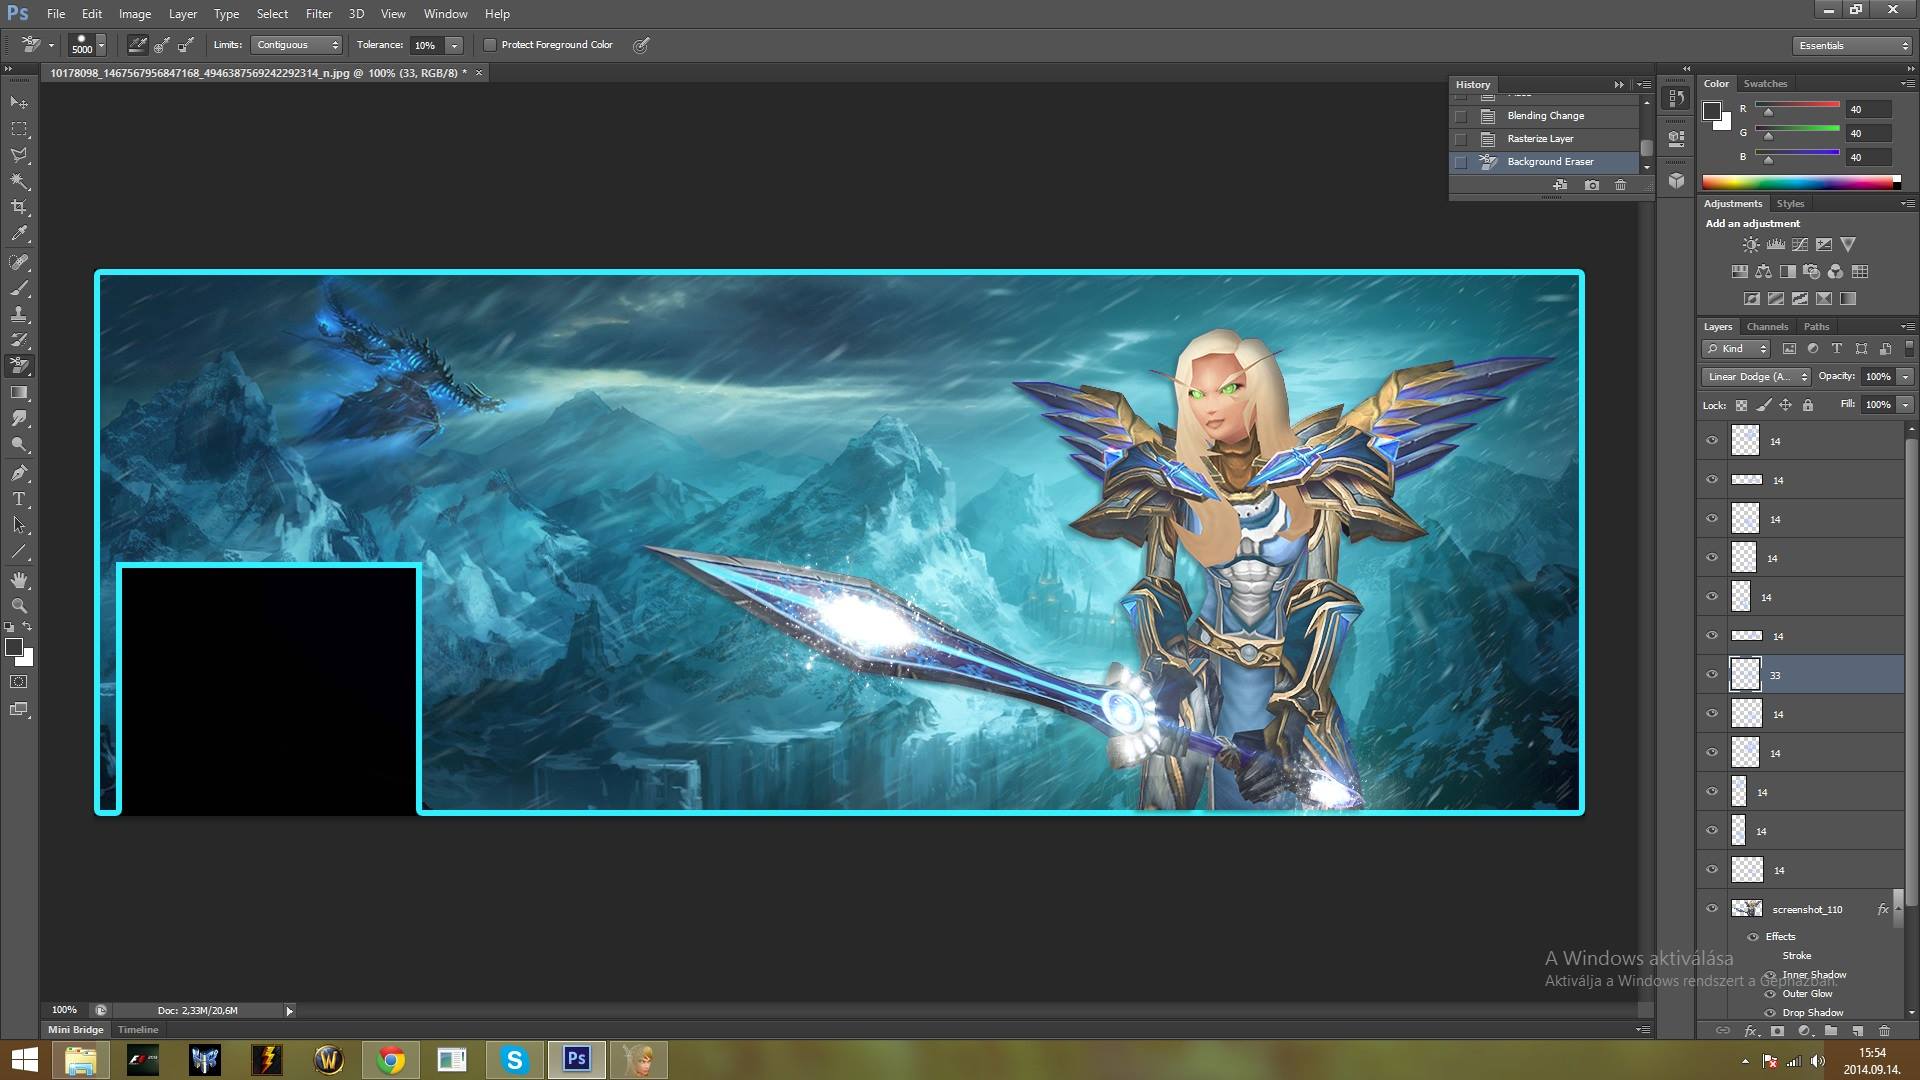 Ps File Edit Image Layer Type Select Filter 3D View Window Help
5000 Limits: Contiguous Tolerance: 10% Protect Foreground Color Essentials
10178098_1467567956847168_4946387569242292314_n.jpg @ 100% (33, RGB/8) *
History
Blending Change
Rasterize Layer
Background Eraser
Color Swatches
R 40
G 40
B 40
Adjustments Styles
Add an adjustment
Layers Channels Paths
Kind
Linear Dodge (A... Opacity: 100%
Lock: Fill: 100%
14
14
14
14
14
14
33
14
14
14
14
14
screenshot_110 fx
Effects
Stroke
Inner Shadow
Outer Glow
Drop Shadow
A Windows aktiválása
Aktiválja a Windows rendszert a Gépházban.
100% Doc: 2,33M/20,6M
Mini Bridge Timeline
15:54
2014.09.14.